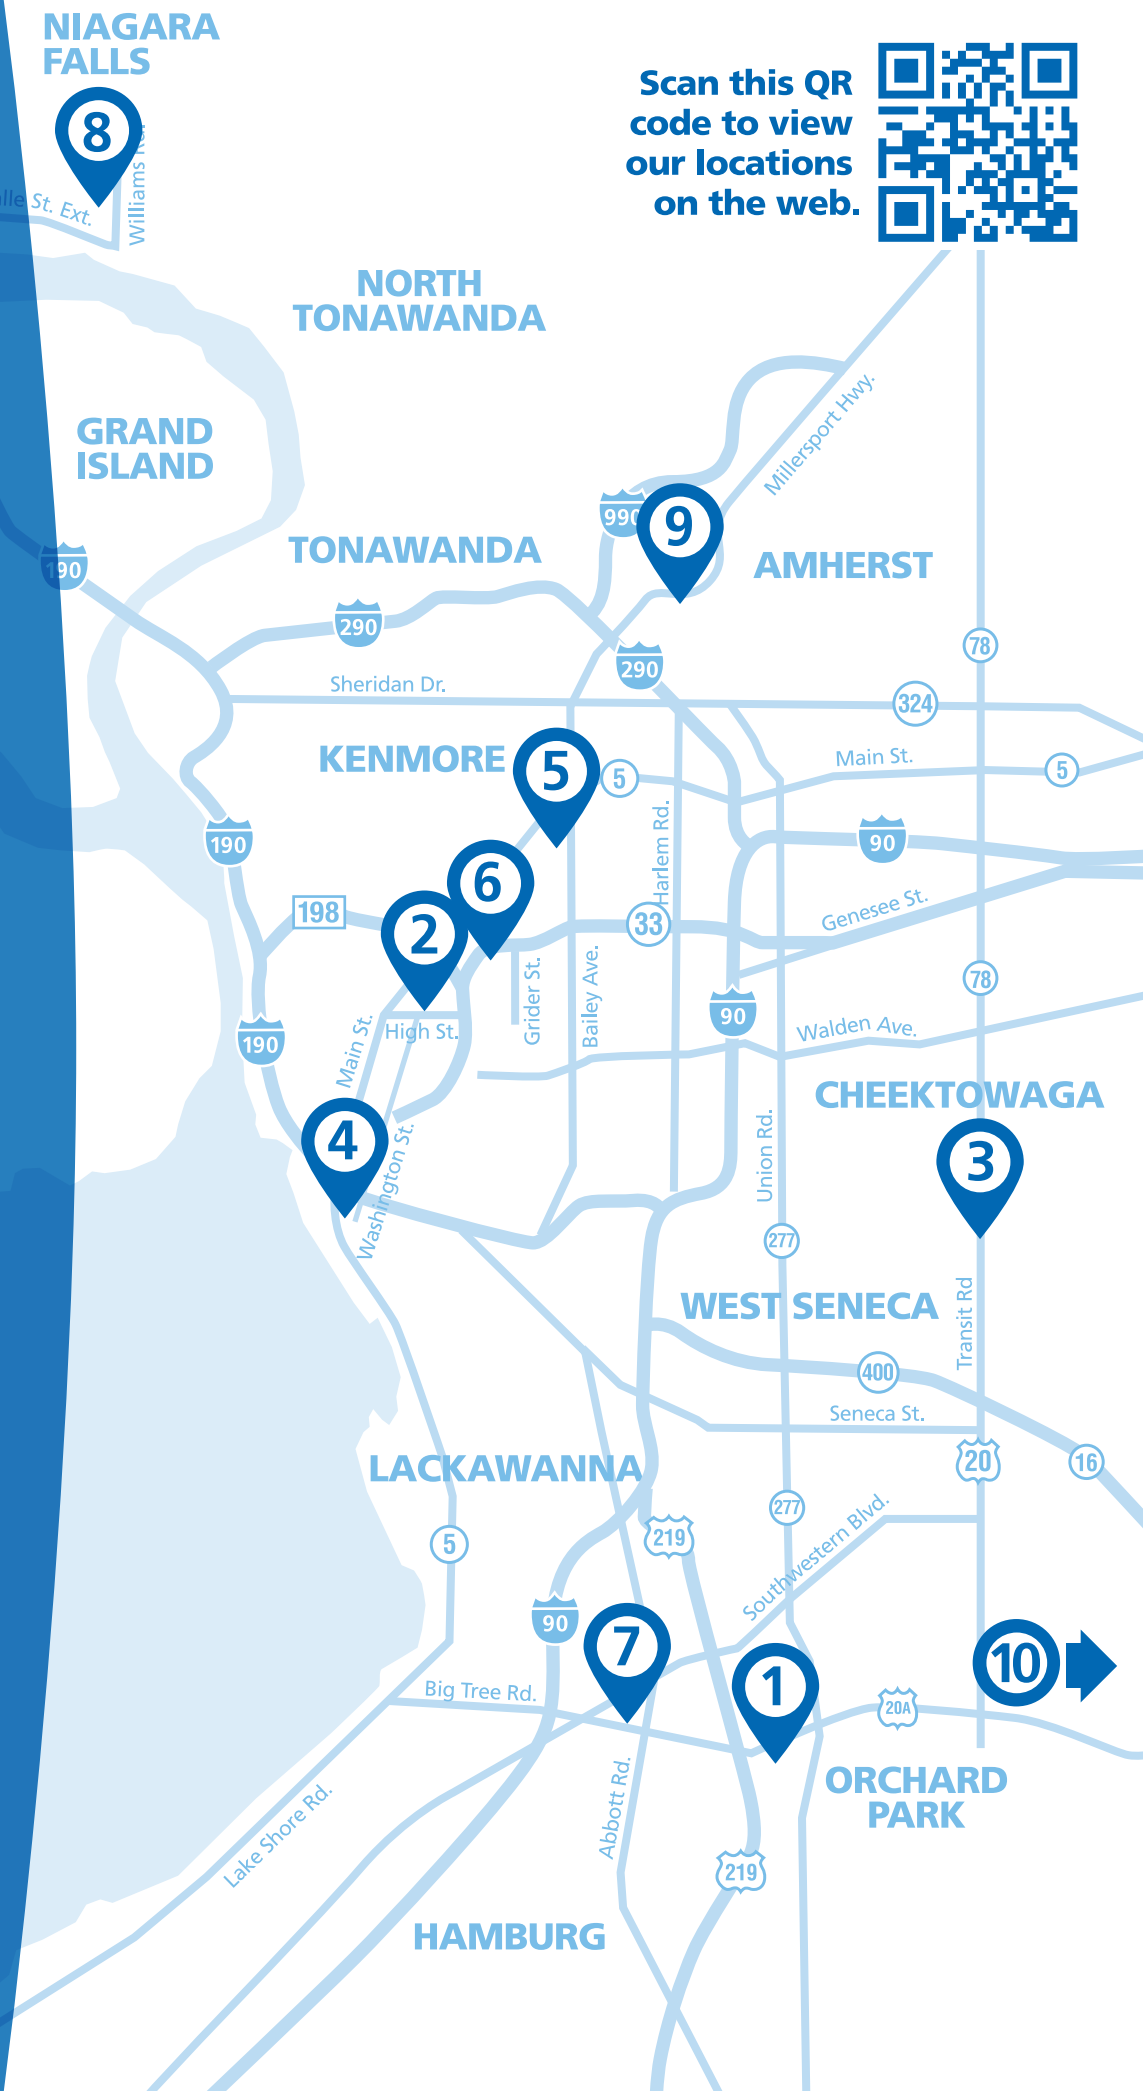 NIAGARA
FALLS
8
Williams
St. Ext.
Scan this QR
code to view
our locations
on the web.
NORTH
TONAWANDA
GRAND
ISLAND
Millersport Hwy.
990
9
TONAWANDA
AMHERST
190
290
290
78
Sheridan Dr.
324
KENMORE
5
5
Main St.
5
Harlem Rd.
190
90
6
198
2
33
Genesee St.
Grider St.
Bailey Ave.
78
190
Main St.
High St.
90
Walden Ave.
CHEEKTOWAGA
4
Washington St.
Union Rd.
3
277
WEST SENECA
Transit Rd
400
Seneca St.
LACKAWANNA
20
16
277
219
5
Southwestern Blvd.
90
7
1
10
Big Tree Rd.
20A
ORCHARD
PARK
Abbott Rd.
Lake Shore Rd.
219
HAMBURG